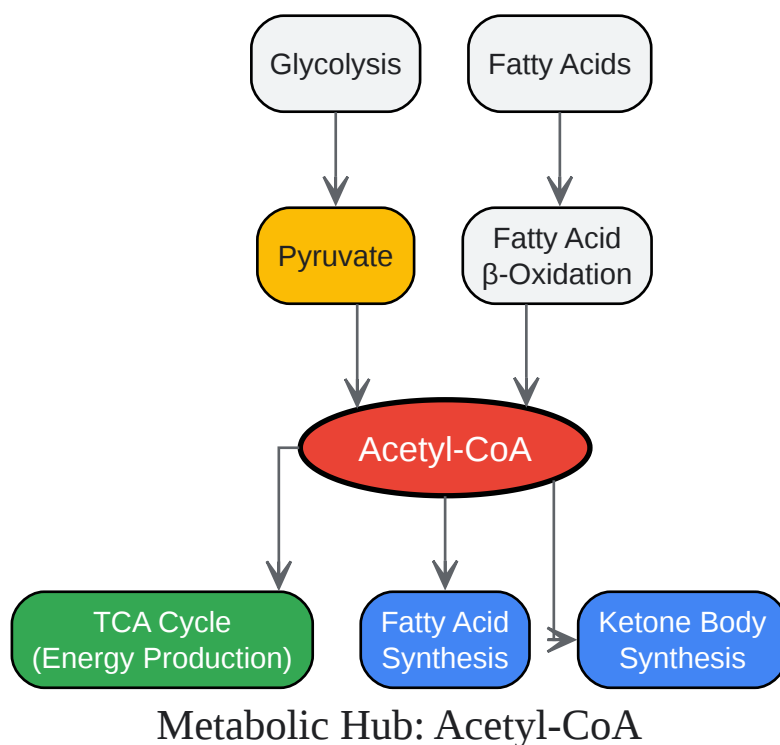 Glycolysis
Fatty Acids
Pyruvate
Fatty Acid
β-Oxidation
Acetyl-CoA
TCA Cycle
(Energy Production)
Fatty Acid
Synthesis
Ketone Body
Synthesis
Metabolic Hub: Acetyl-CoA